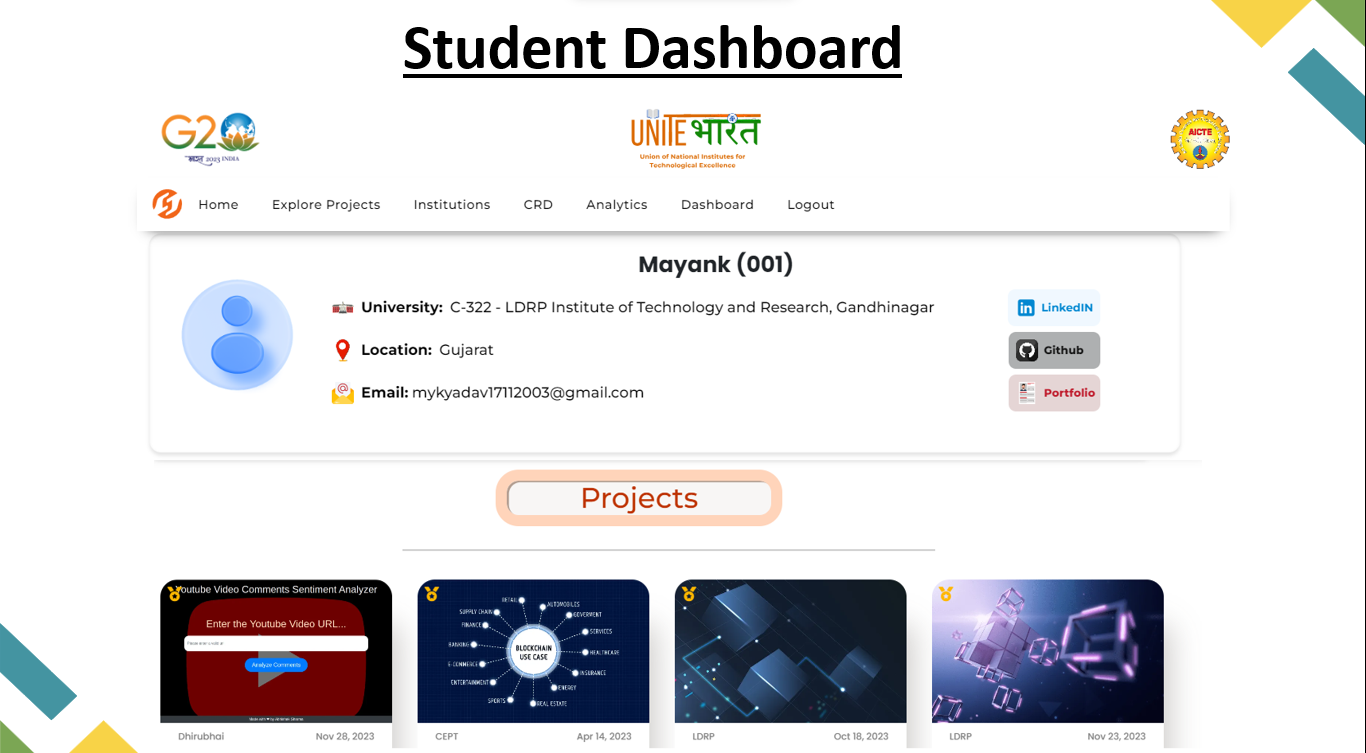 Student Dashboard
G20
भारत 2023 INDIA
UNITE भारत
Union of National Institutes for
Technological Excellence
AICTE
Home Explore Projects Institutions CRD Analytics Dashboard Logout
Mayank (001)
University: C-322 - LDRP Institute of Technology and Research, Gandhinagar
LinkedIN
Location: Gujarat
Github
Email: mykyadav17112003@gmail.com
Portfolio
Projects
Youtube Video Comments Sentiment Analyzer
Enter the Youtube Video URL...
Analyze Comments
RETAIL
AUTOMOBILES
SUPPLY CHAIN
GOVERMENT
FINANCE
SERVICES
BANKING
BLOCKCHAIN
USE CASE
HEALTHCARE
E-COMMERCE
INSURANCE
ENTERTAINMENT
ENERGY
SPORTS
REAL ESTATE
Dhirubhai Nov 28, 2023
CEPT Apr 14, 2023
LDRP Oct 18, 2023
LDRP Nov 23, 2023